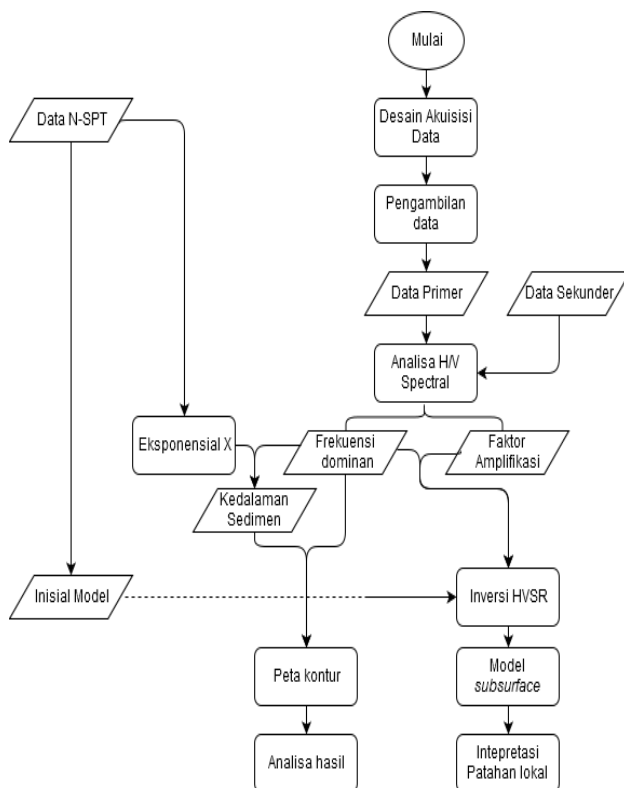 Mulai
Data N-SPT
Desain Akuisisi
Data
Pengambilan
data
Data Primer
Data Sekunder
Analisa H/V
Spectral
Eksponensial X
Frekuensi
dominan
Faktor
Amplifikasi
Kedalaman
Sedimen
Inisial Model
Inversi HVSR
Peta kontur
Model
subsurface
Analisa hasil
Intepretasi
Patahan lokal